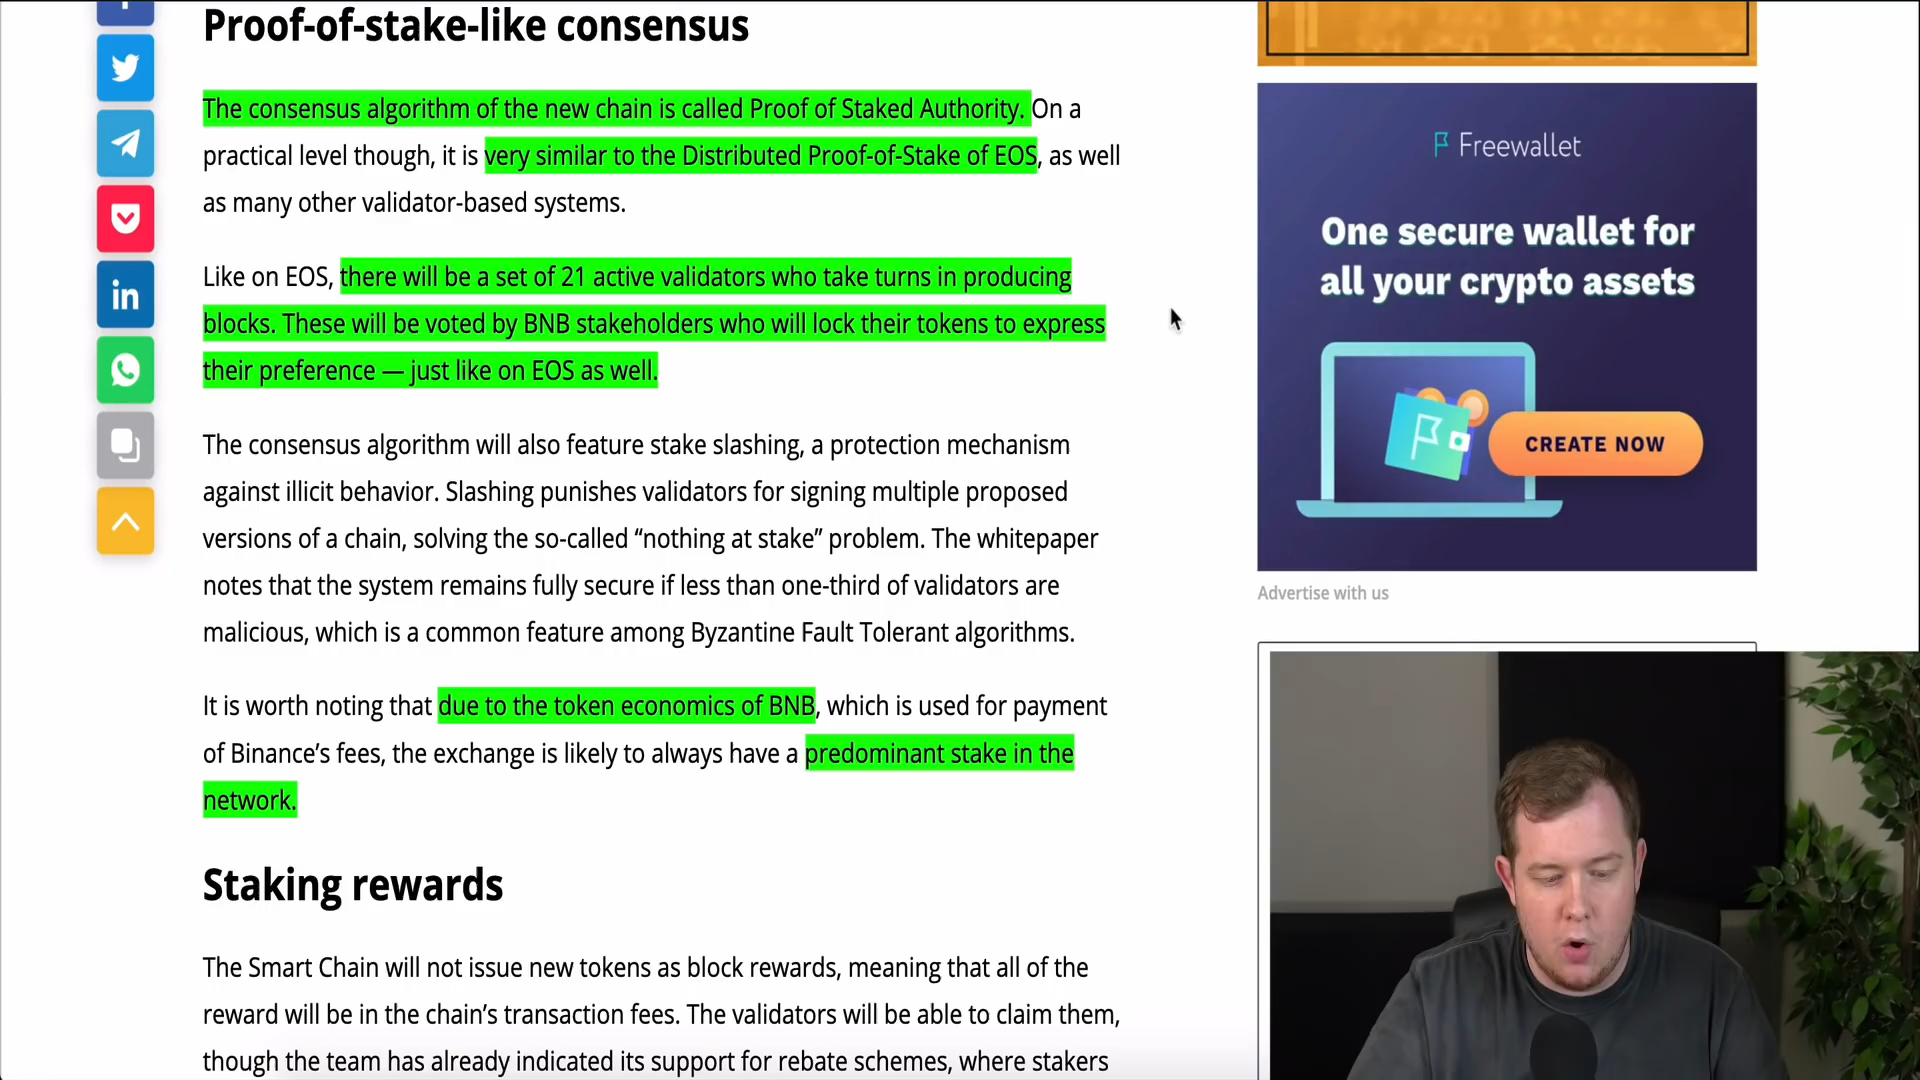 Proof-of-stake-like consensus
The consensus algorithm of the new chain is called Proof of Staked Authority. On a
practical level though, it is very similar to the Distributed Proof-of-Stake of EOS, as well
as many other validator-based systems.
Like on EOS, there will be a set of 21 active validators who take turns in producing
blocks. These will be voted by BNB stakeholders who will lock their tokens to express
their preference — just like on EOS as well.
The consensus algorithm will also feature stake slashing, a protection mechanism
against illicit behavior. Slashing punishes validators for signing multiple proposed
versions of a chain, solving the so-called “nothing at stake” problem. The whitepaper
notes that the system remains fully secure if less than one-third of validators are
malicious, which is a common feature among Byzantine Fault Tolerant algorithms.
It is worth noting that due to the token economics of BNB, which is used for payment
of Binance’s fees, the exchange is likely to always have a predominant stake in the
network.
Staking rewards
The Smart Chain will not issue new tokens as block rewards, meaning that all of the
reward will be in the chain’s transaction fees. The validators will be able to claim them,
though the team has already indicated its support for rebate schemes, where stakers
Freewallet
One secure wallet for
all your crypto assets
CREATE NOW
Advertise with us
in